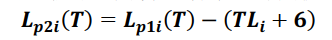 L_{p2i}(T) = L_{p1i}(T) − (TL_i + 6)